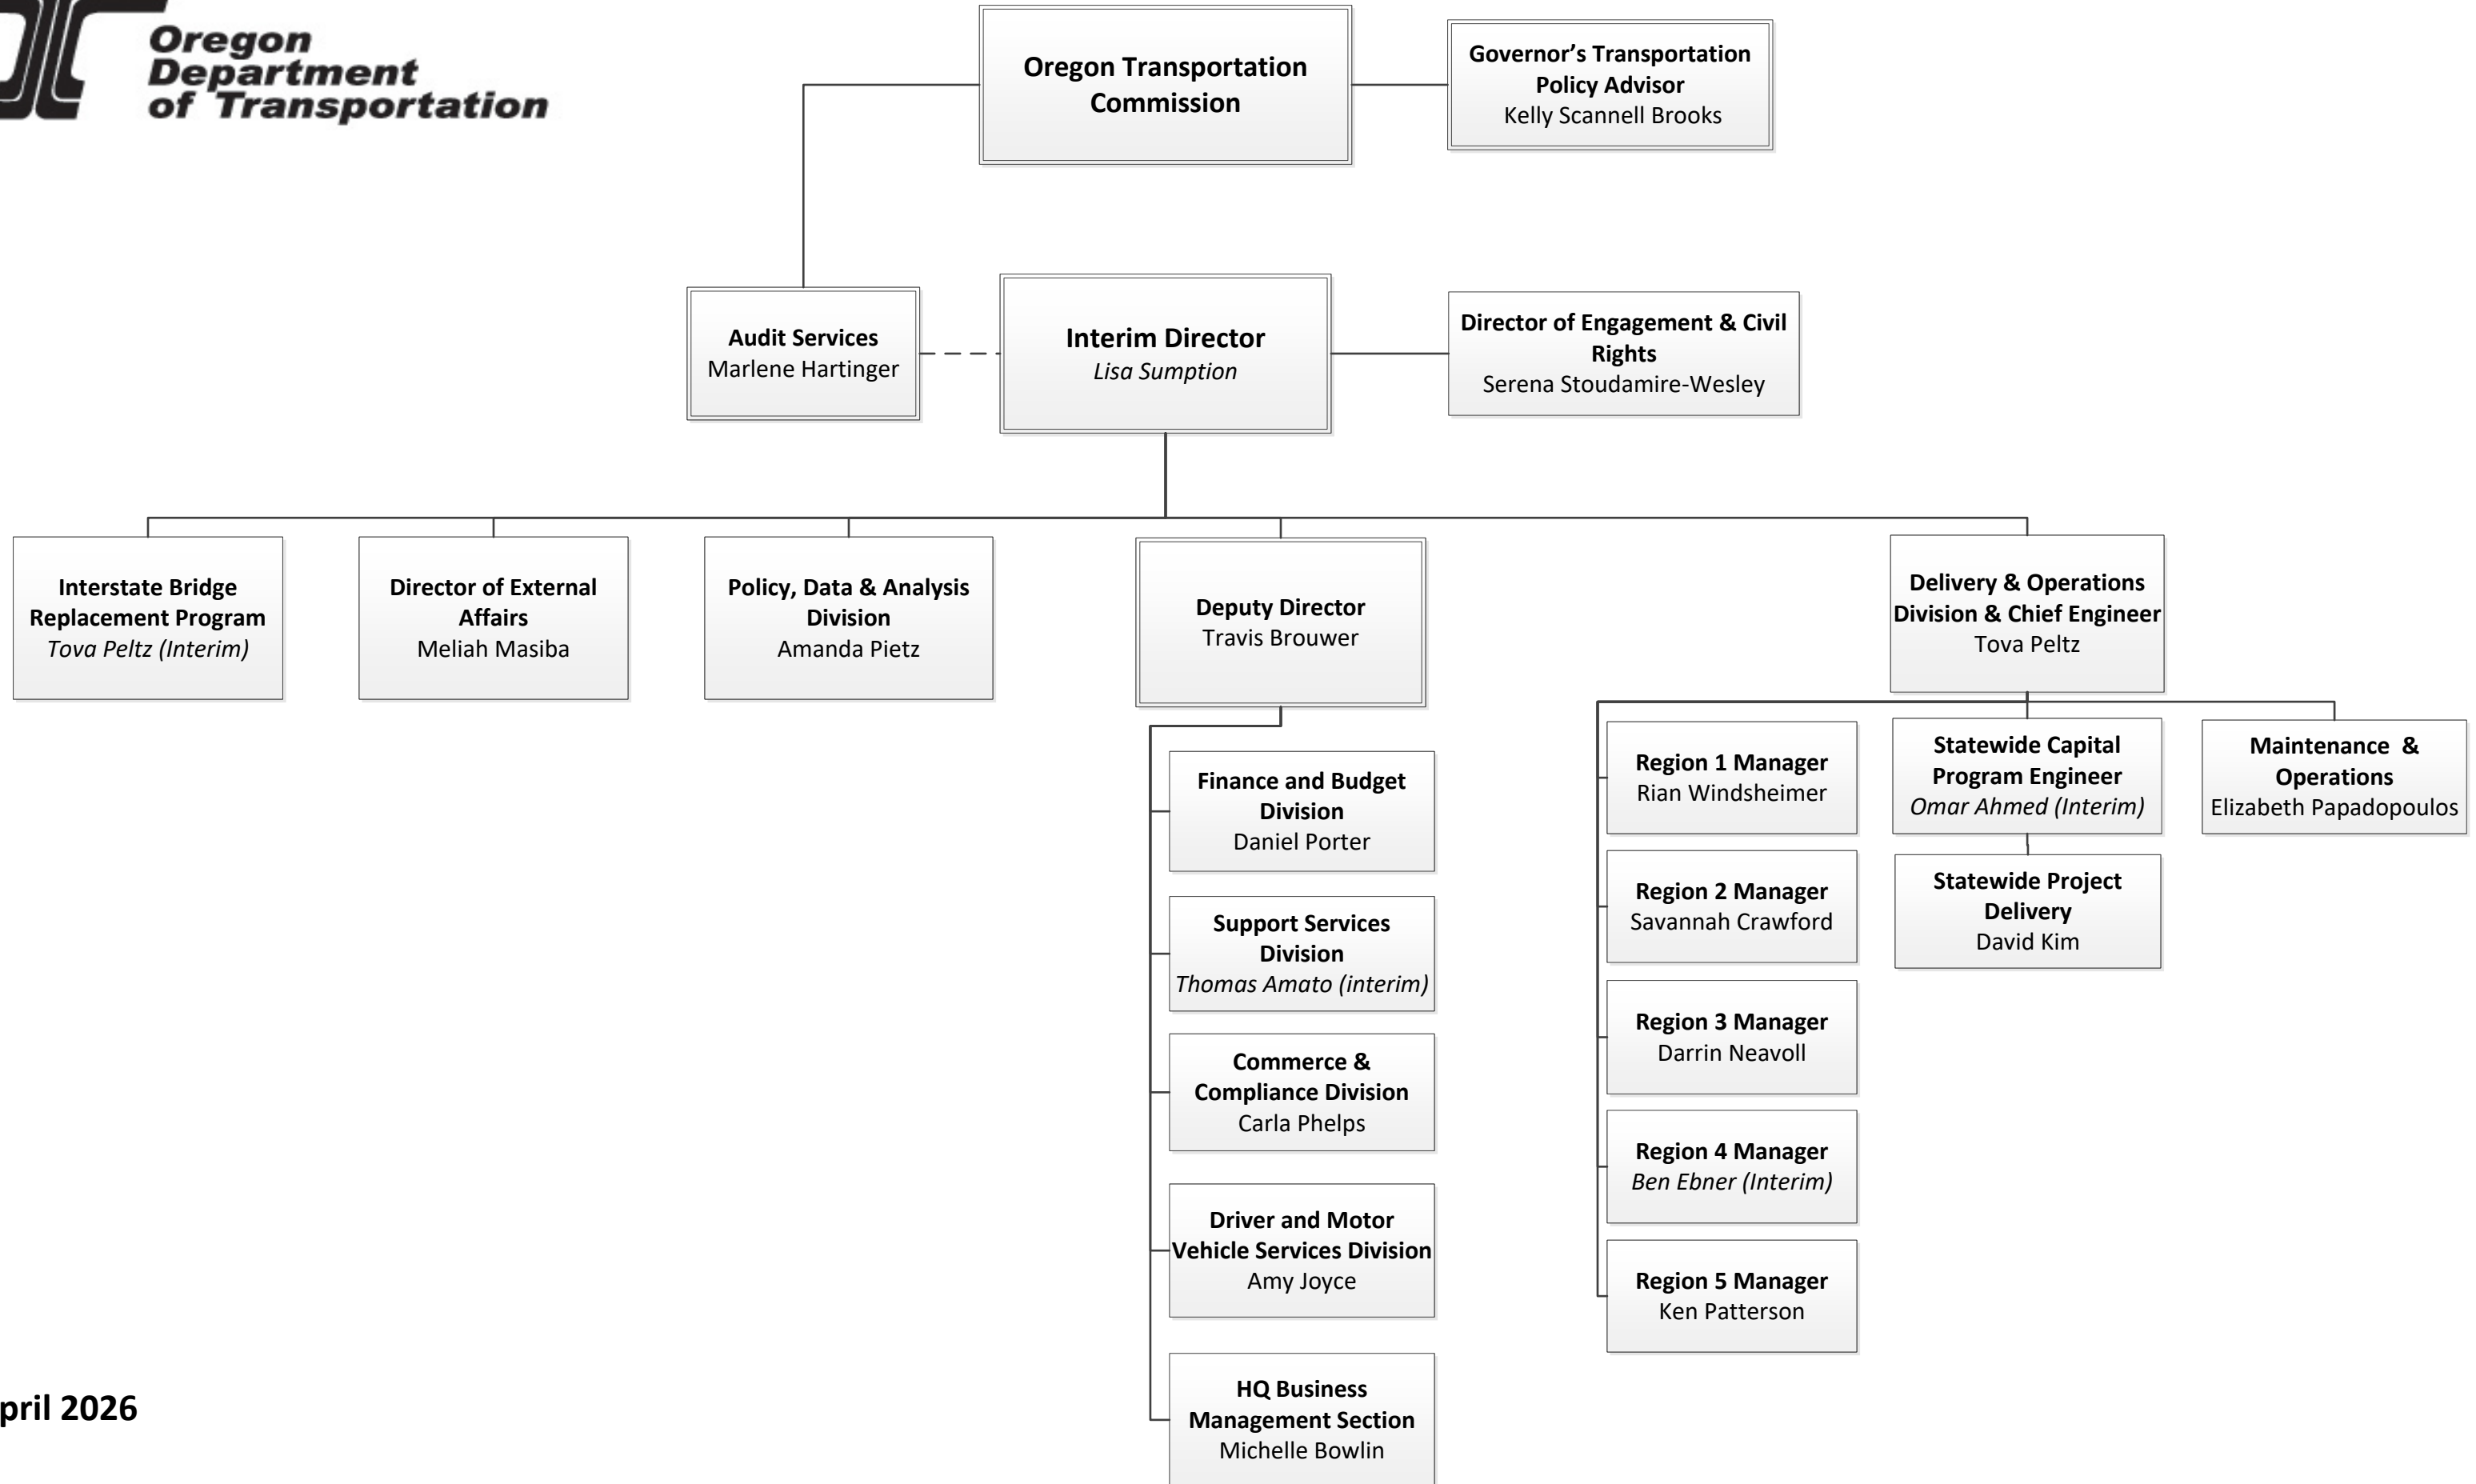 Oregon
Department
of Transportation
Oregon Transportation
Commission
Governor’s Transportation
Policy Advisor
Kelly Scannell Brooks
Audit Services
Marlene Hartinger
Interim Director
Lisa Sumption
Director of Engagement & Civil
Rights
Serena Stoudamire-Wesley
Interstate Bridge
Replacement Program
Tova Peltz (Interim)
Director of External
Affairs
Meliah Masiba
Policy, Data & Analysis
Division
Amanda Pietz
Deputy Director
Travis Brouwer
Delivery & Operations
Division & Chief Engineer
Tova Peltz
Finance and Budget
Division
Daniel Porter
Support Services
Division
Thomas Amato (interim)
Commerce &
Compliance Division
Carla Phelps
Driver and Motor
Vehicle Services Division
Amy Joyce
HQ Business
Management Section
Michelle Bowlin
Region 1 Manager
Rian Windsheimer
Region 2 Manager
Savannah Crawford
Region 3 Manager
Darrin Neavoll
Region 4 Manager
Ben Ebner (Interim)
Region 5 Manager
Ken Patterson
Statewide Capital
Program Engineer
Omar Ahmed (Interim)
Statewide Project
Delivery
David Kim
Maintenance &
Operations
Elizabeth Papadopoulos
pril 2026